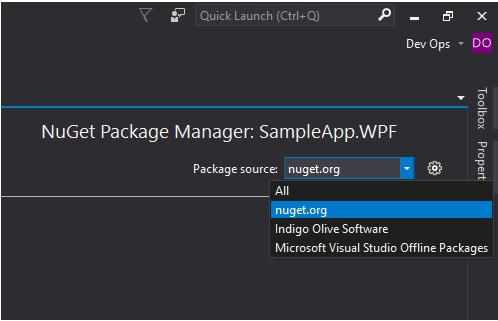 Quick Launch (Ctrl+Q)
Dev Ops DO
Toolbox
NuGet Package Manager: SampleApp.WPF
Package source: nuget.org
Propert
All
nuget.org
Indigo Olive Software
Microsoft Visual Studio Offline Packages